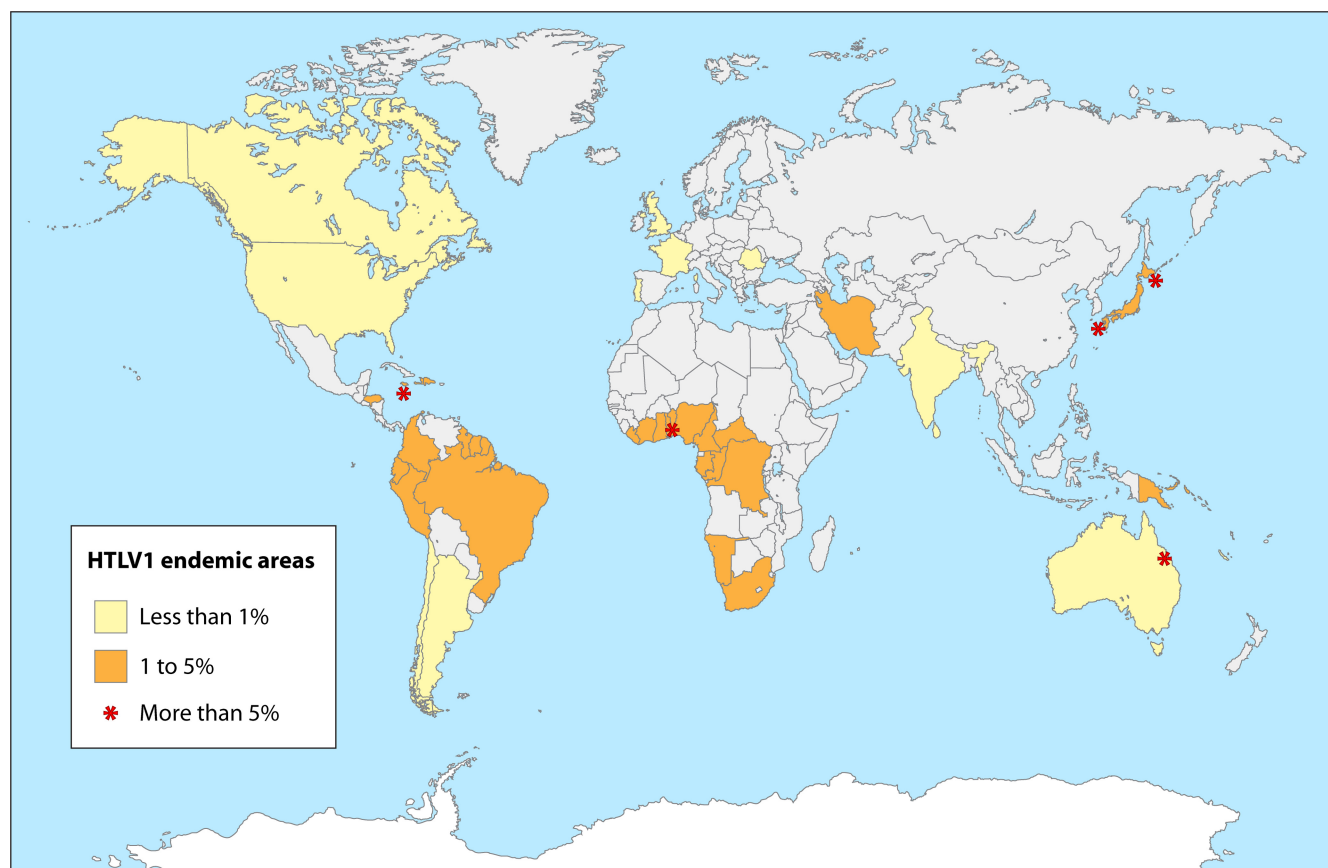 HTLV1 endemic areas
Less than 1%
1 to 5%
More than 5%